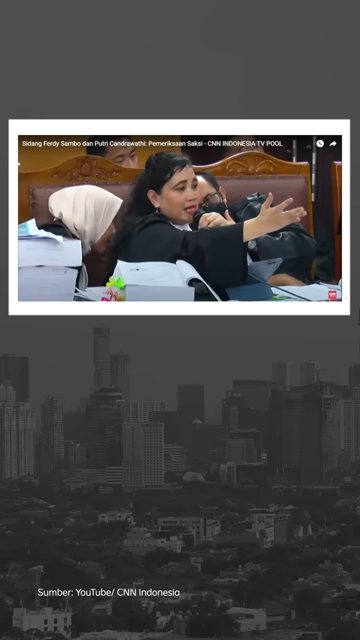 Sidang Ferdy Sambo dan Putri Candrawathi: Pemeriksaan Saksi - CNN INDONESIA TV POOL
Sumber: YouTube/ CNN Indonesia